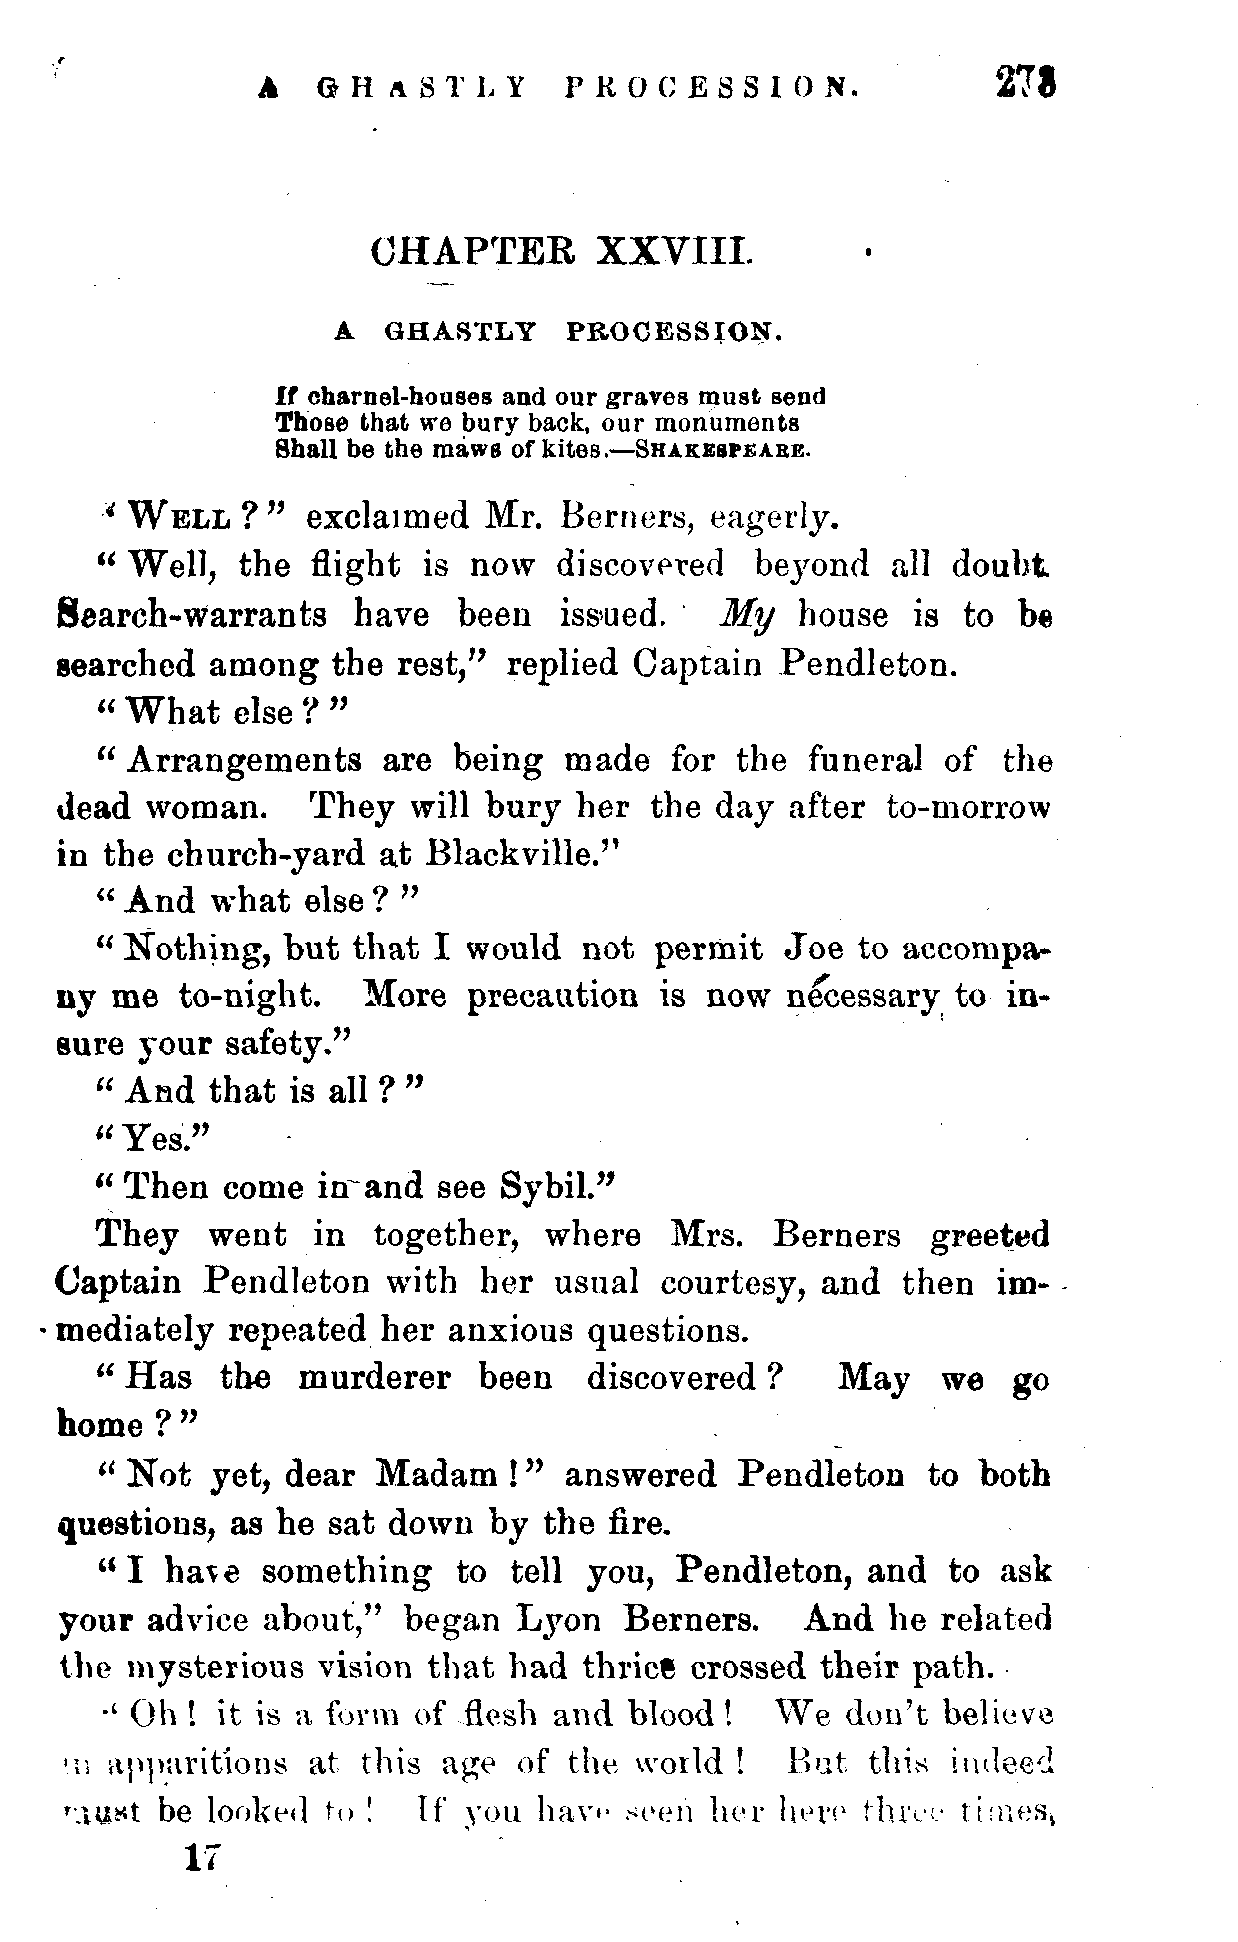 A GHASTLY PROCESSION. 273
CHAPTER XXVIII.
A GHASTLY PROCESSION.
If charnel-houses and our graves must send
Those that we bury back, our monuments
Shall be the maws of kites.—SHAKESPEARE.
“WELL?” exclaimed Mr. Berners, eagerly.
“Well, the flight is now discovered beyond all doubt.
Search-warrants have been issued. My house is to be
searched among the rest,” replied Captain Pendleton.
“What else?”
“Arrangements are being made for the funeral of the
dead woman. They will bury her the day after to-morrow
in the church-yard at Blackville.”
“And what else?”
“Nothing, but that I would not permit Joe to accompa-
ny me to-night. More precaution is now necessary to in-
sure your safety.”
“And that is all?”
“Yes.”
“Then come in and see Sybil.”
They went in together, where Mrs. Berners greeted
Captain Pendleton with her usual courtesy, and then im-
mediately repeated her anxious questions.
“Has the murderer been discovered? May we go
home?”
“Not yet, dear Madam!” answered Pendleton to both
questions, as he sat down by the fire.
“I have something to tell you, Pendleton, and to ask
your advice about,” began Lyon Berners. And he related
the mysterious vision that had thrice crossed their path.
“Oh! it is a form of flesh and blood! We don’t believe
in apparitions at this age of the world! But this indeed
must be looked to! If you have seen her here three times,
17